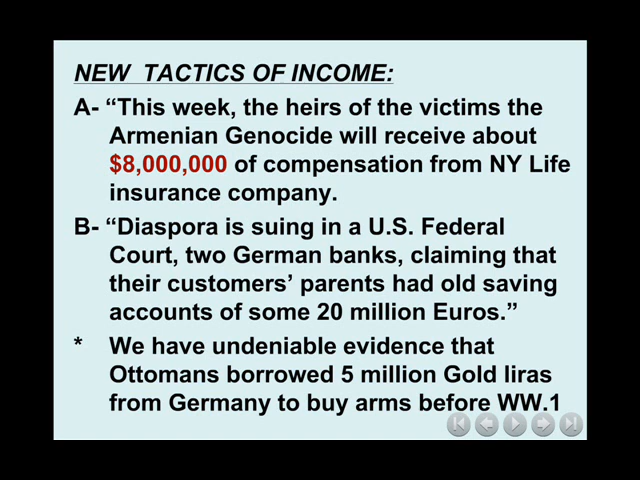 NEW TACTICS OF INCOME:
A- “This week, the heirs of the victims the
Armenian Genocide will receive about
$8,000,000 of compensation from NY Life
insurance company.
B- “Diaspora is suing in a U.S. Federal
Court, two German banks, claiming that
their customers’ parents had old saving
accounts of some 20 million Euros.”
* We have undeniable evidence that
Ottomans borrowed 5 million Gold liras
from Germany to buy arms before WW.1